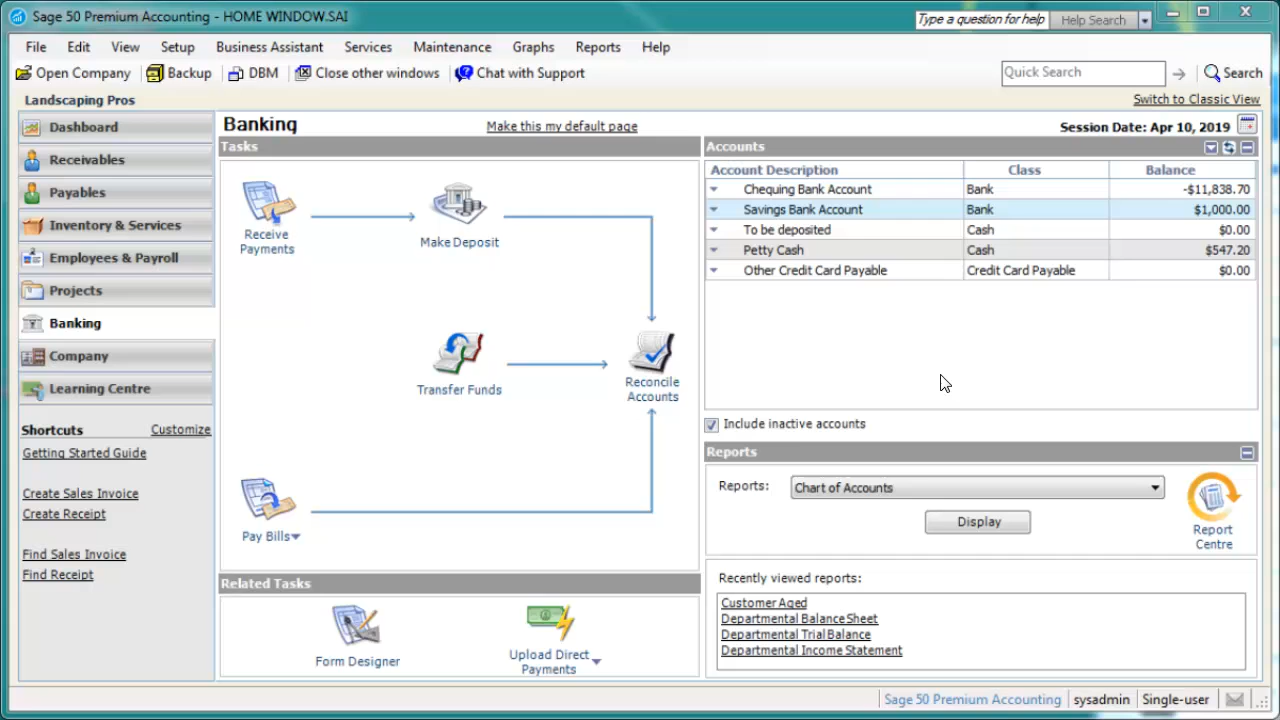 Sage 50 Premium Accounting - HOME WINDOW.SAI
Type a question for help
Help Search
File Edit View Setup Business Assistant Services Maintenance Graphs Reports Help
Open Company Backup DBM Close other windows Chat with Support
Quick Search
Search
Landscaping Pros
Switch to Classic View
Dashboard
Receivables
Payables
Inventory & Services
Employees & Payroll
Projects
Banking
Company
Learning Centre
Shortcuts
Customize
Getting Started Guide
Create Sales Invoice
Create Receipt
Find Sales Invoice
Find Receipt
Banking
Make this my default page
Session Date: Apr 10, 2019
Tasks
Receive
Payments
Make Deposit
Transfer Funds
Reconcile
Accounts
Pay Bills
Related Tasks
Form Designer
Upload Direct
Payments
Accounts
Account Description Class Balance
Chequing Bank Account Bank -$11,838.70
Savings Bank Account Bank $1,000.00
To be deposited Cash $0.00
Petty Cash Cash $547.20
Other Credit Card Payable Credit Card Payable $0.00
Include inactive accounts
Reports
Reports:
Chart of Accounts
Display
Report
Centre
Recently viewed reports:
Customer Aged
Departmental Balance Sheet
Departmental Trial Balance
Departmental Income Statement
Sage 50 Premium Accounting
sysadmin
Single-user